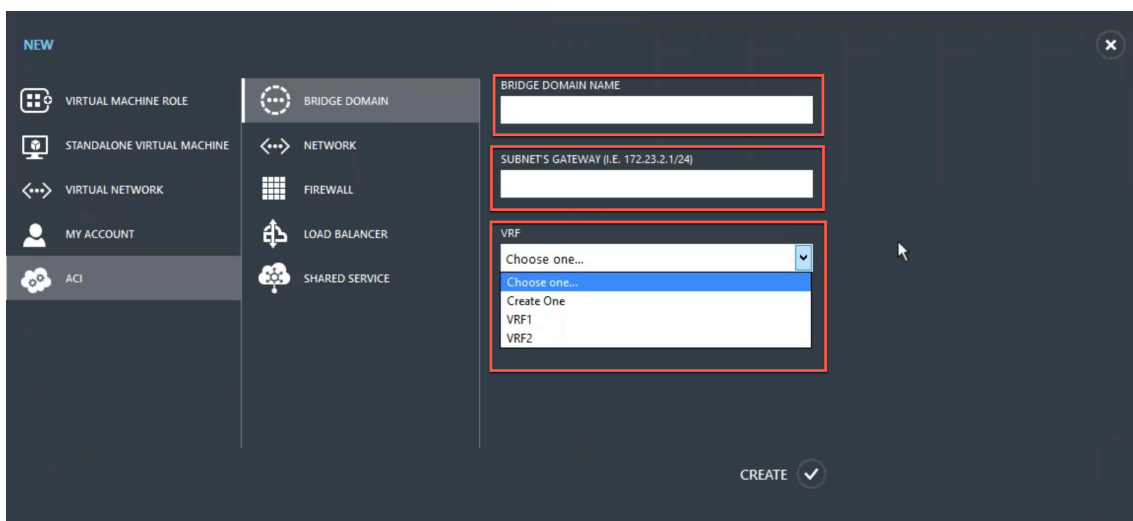 NEW
VIRTUAL MACHINE ROLE
STANDALONE VIRTUAL MACHINE
VIRTUAL NETWORK
MY ACCOUNT
ACI
BRIDGE DOMAIN
NETWORK
FIREWALL
LOAD BALANCER
SHARED SERVICE
BRIDGE DOMAIN NAME
SUBNET'S GATEWAY (I.E. 172.23.2.1/24)
VRF
Choose one...
Choose one...
Create One
VRF1
VRF2
CREATE